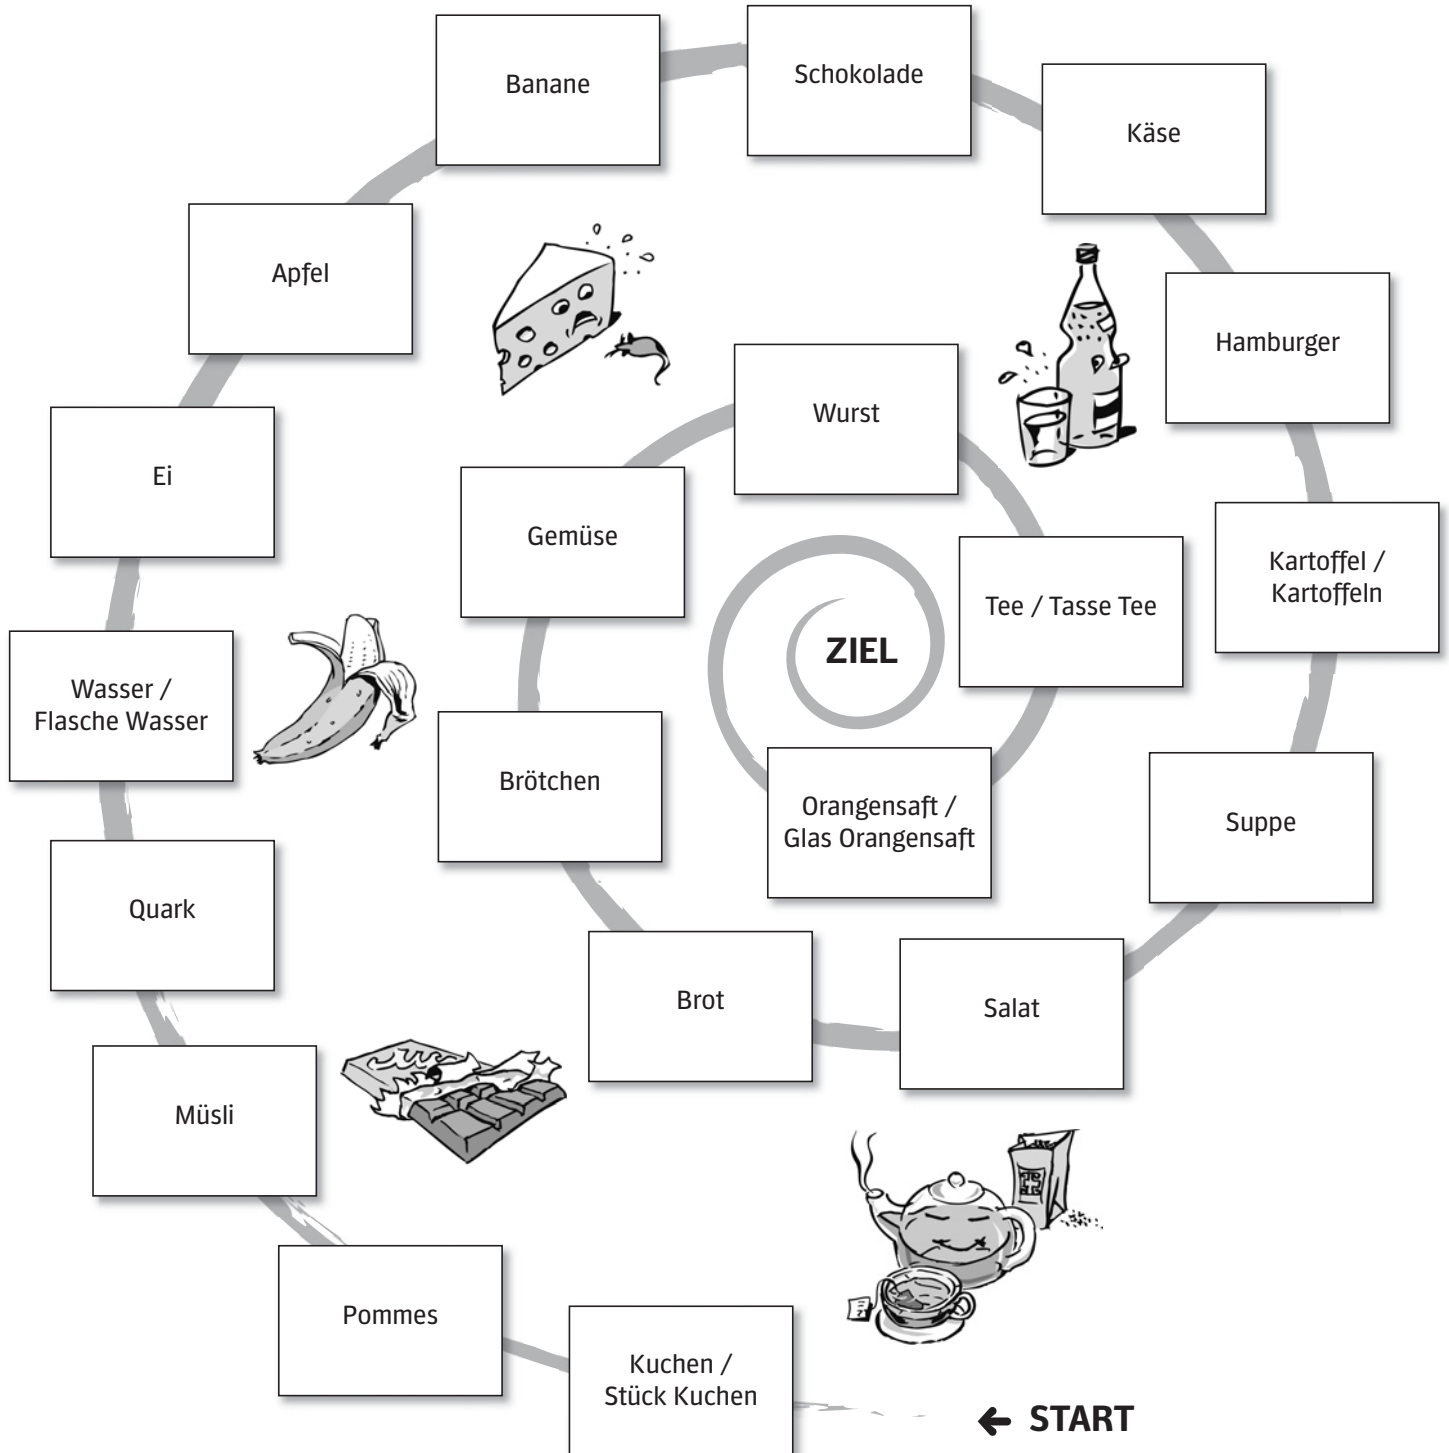 Banane
Schokolade
Käse
Apfel
Hamburger
Wurst
Ei
Gemüse
Kartoffel /
Kartoffeln
Tee / Tasse Tee
ZIEL
Wasser /
Flasche Wasser
Brötchen
Orangensaft /
Glas Orangensaft
Suppe
Quark
Brot
Salat
Müsli
Pommes
Kuchen /
Stück Kuchen
← START